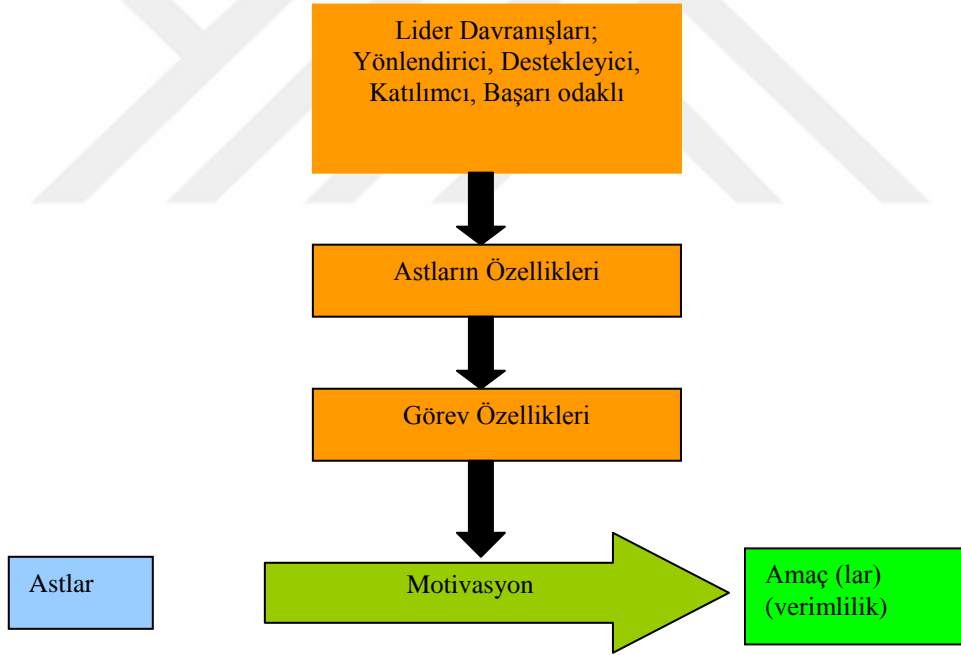 Lider Davranışları;
Yönlendirici, Destekleyici,
Katılımcı, Başarı odaklı
Astların Özellikleri
Görev Özellikleri
Astlar
Motivasyon
Amaç (lar)
(verimlilik)